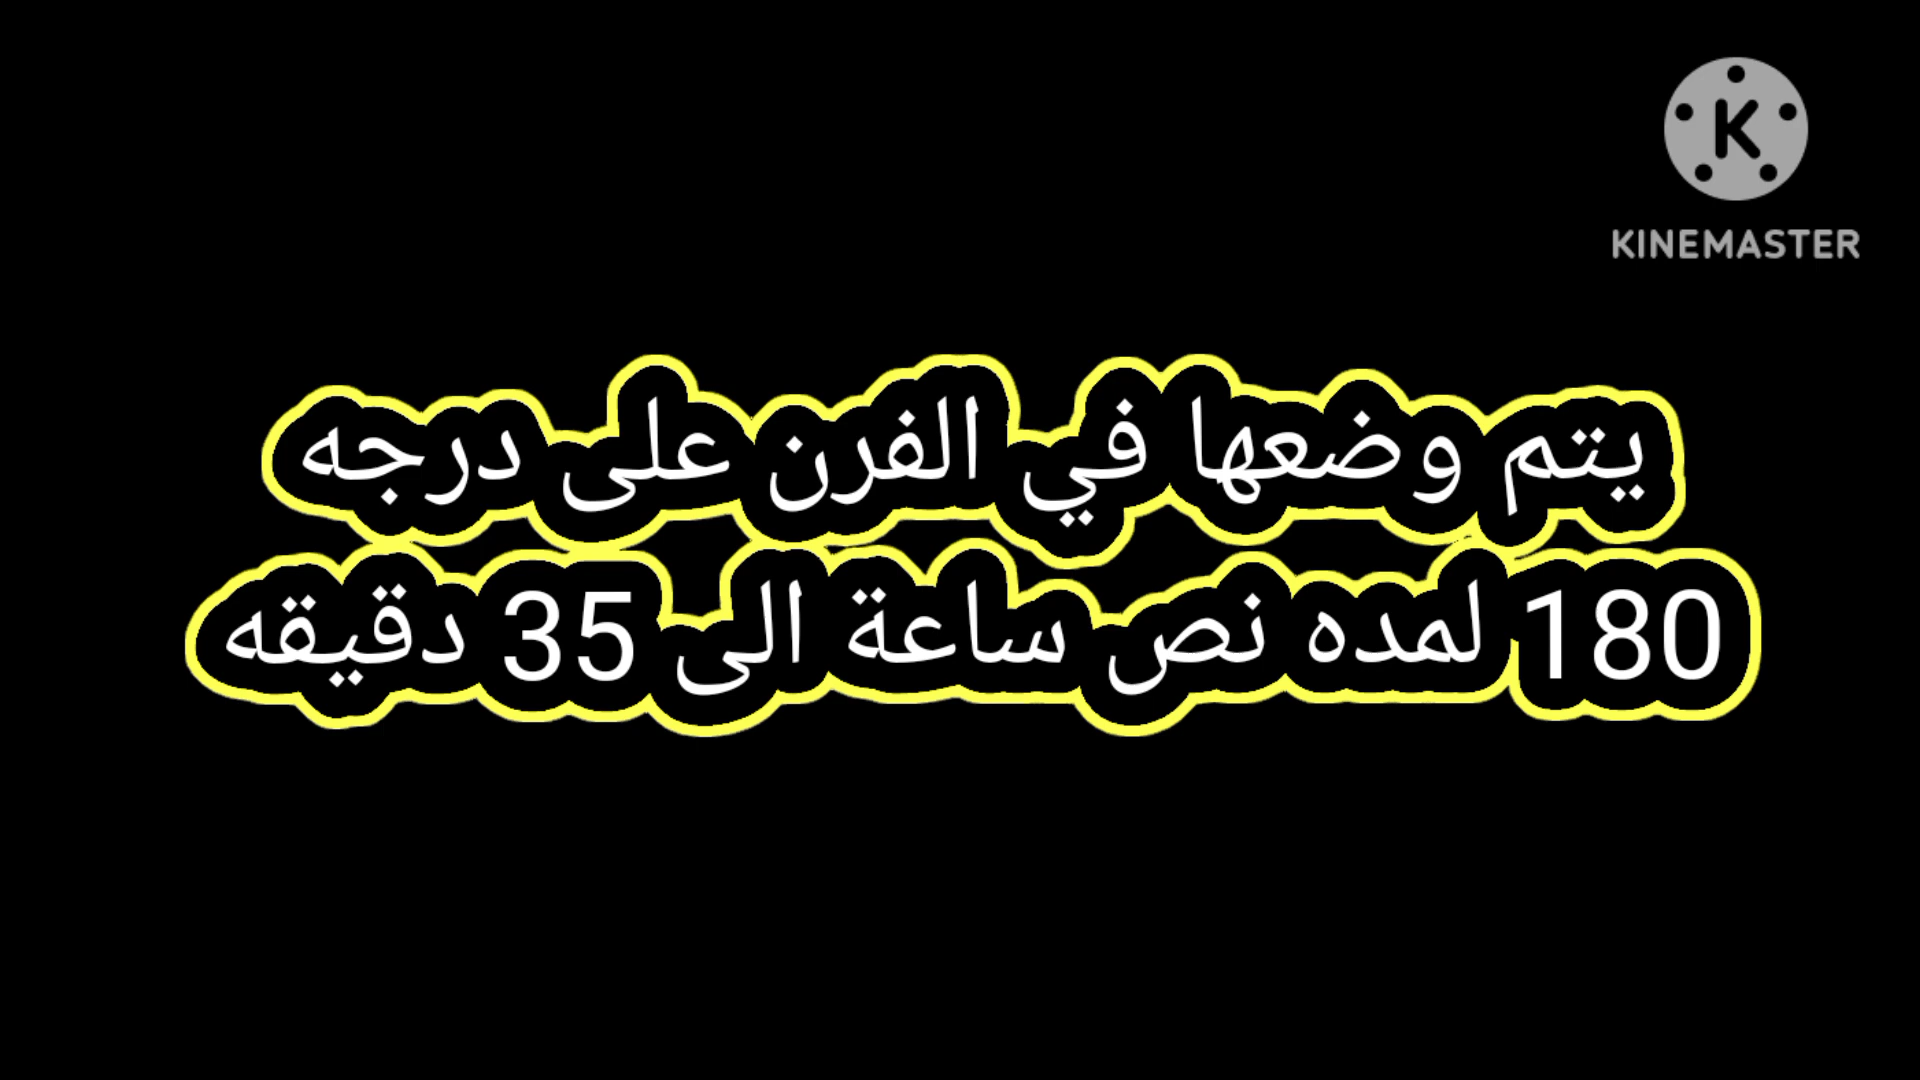 KINEMASTER
يتم وضعها في الفرن على درجه
180 لمده نص ساعة الى 35 دقيقه